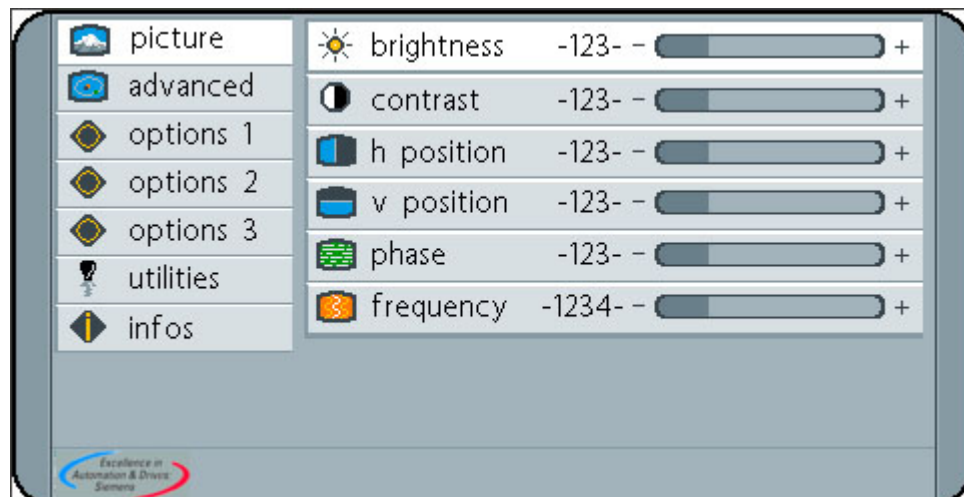 picture
advanced
options 1
options 2
options 3
utilities
infos
brightness -123- - +
contrast -123- - +
h position -123- - +
v position -123- - +
phase -123- - +
frequency -1234- - +
Excellence in
Automation & Drives:
Siemens